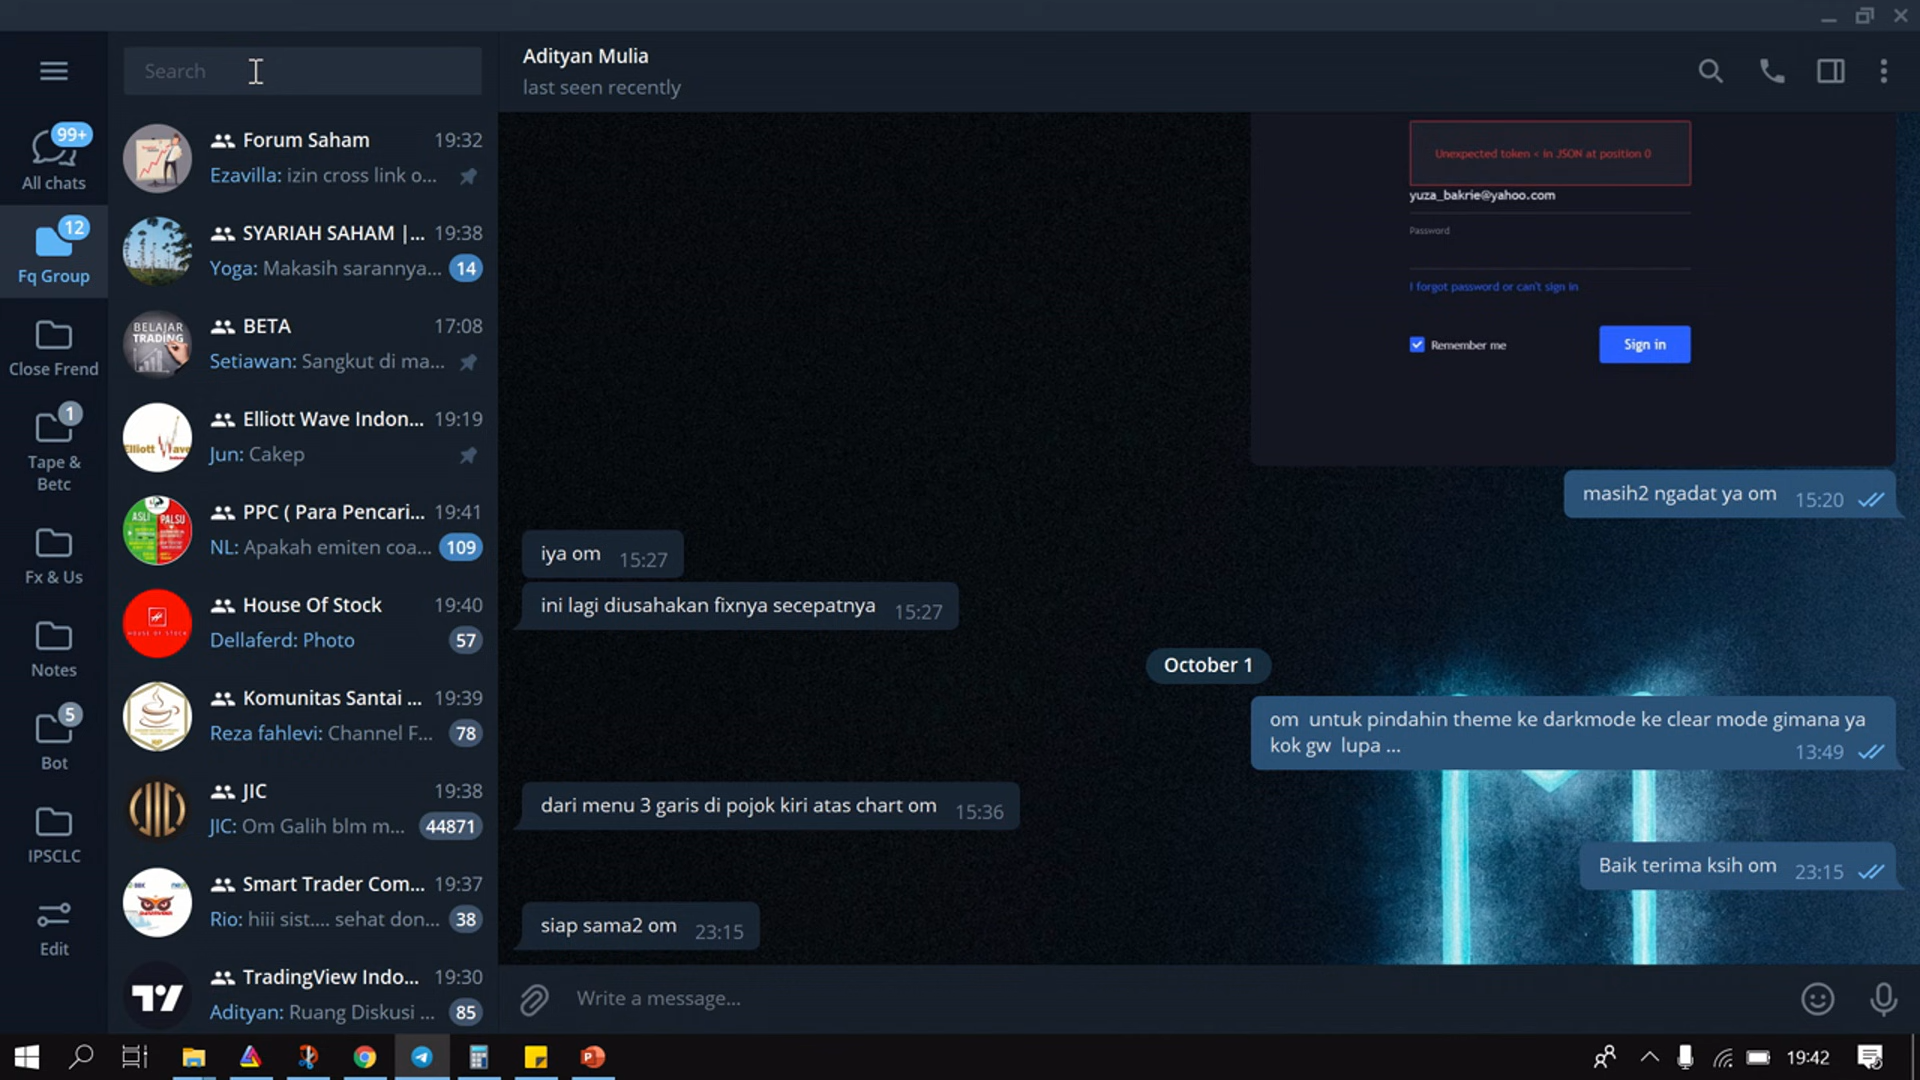 Search
99+
All chats
12
Fq Group
Close Frend
1
Tape &
Betc
Fx & Us
Notes
5
Bot
IPSCLC
Edit
Forum Saham 19:32
Ezavilla: izin cross link o...
SYARIAH SAHAM |... 19:38
Yoga: Makasih sarannya... 14
BELAJAR
TRADING
BETA 17:08
Setiawan: Sangkut di ma...
Elliott Wave
Elliott Wave Indon... 19:19
Jun: Cakep
ASLI PALSU
PPC ( Para Pencari... 19:41
NL: Apakah emiten coa... 109
HOUSE OF STOCK
House Of Stock 19:40
Dellaferd: Photo 57
Komunitas Santai ... 19:39
Reza fahlevi: Channel F... 78
JIC 19:38
JIC: Om Galih blm m... 44871
Smart Trader Com... 19:37
Rio: hiii sist.... sehat don... 38
TradingView Indo... 19:30
Adityan: Ruang Diskusi ... 85
Adityan Mulia
last seen recently
Unexpected token < in JSON at position 0
yuza_bakrie@yahoo.com
Password
I forgot password or can't sign in
Remember me
Sign in
masih2 ngadat ya om 15:20
iya om 15:27
ini lagi diusahakan fixnya secepatnya 15:27
October 1
om untuk pindahin theme ke darkmode ke clear mode gimana ya
kok gw lupa ... 13:49
dari menu 3 garis di pojok kiri atas chart om 15:36
Baik terima ksih om 23:15
siap sama2 om 23:15
Write a message...
19:42